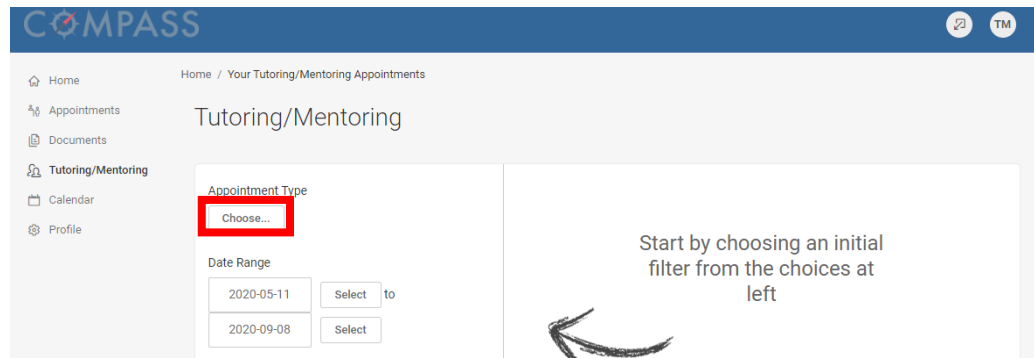 COMPASS
TM
Home
Appointments
Documents
Tutoring/Mentoring
Calendar
Profile
Home / Your Tutoring/Mentoring Appointments
Tutoring/Mentoring
Appointment Type
Choose...
Date Range
2020-05-11 Select to
2020-09-08 Select
Start by choosing an initial
filter from the choices at
left